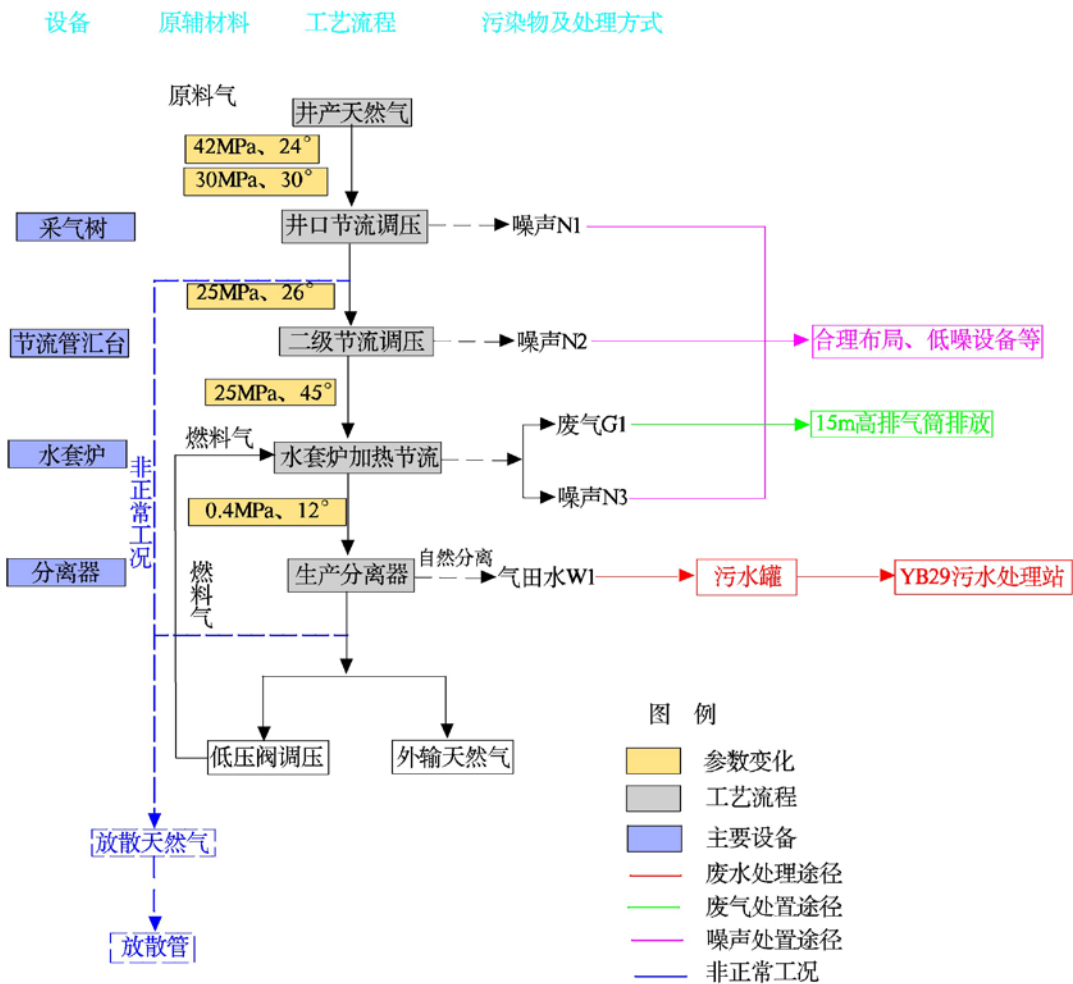 设备 原辅材料 工艺流程 污染物及处理方式
原料气
井产天然气
42MPa、24°
30MPa、30°
采气树
井口节流调压
噪声N1
25MPa、26°
节流管汇台
二级节流调压
噪声N2
合理布局、低噪设备等
25MPa、45°
燃料气
废气G1
15m高排气筒排放
水套炉
水套炉加热节流
非正常工况
噪声N3
0.4MPa、12°
分离器
燃料气
生产分离器
自然分离
气田水W1
污水罐
YB29污水处理站
低压阀调压
外输天然气
放散天然气
放散管
图 例
参数变化
工艺流程
主要设备
废水处理途径
废气处置途径
噪声处置途径
非正常工况